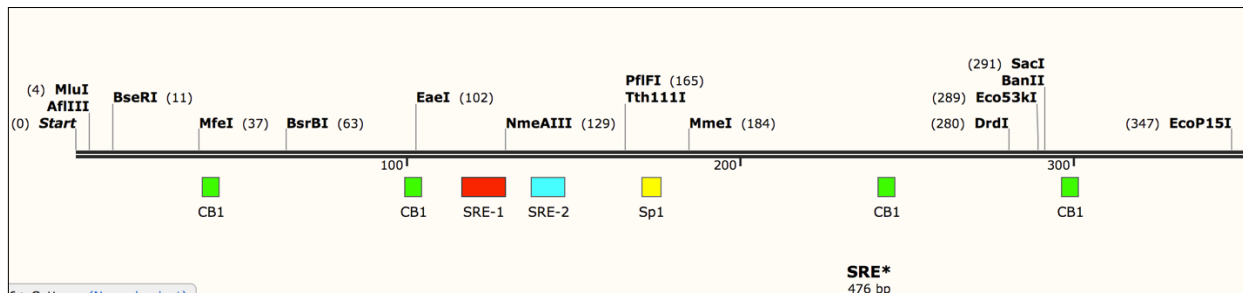 (291) SacI
PflFI (165) BanII
(4) MluI
AflIII BseRI (11) EaeI (102) Tth111I (289) Eco53kI
(0) Start MfeI (37) BsrBI (63) NmeAIII (129) MmeI (184) (280) DrdI (347) EcoP15I
100 200 300
CB1 CB1 SRE-1 SRE-2 Sp1 CB1 CB1
SRE*
476 bp